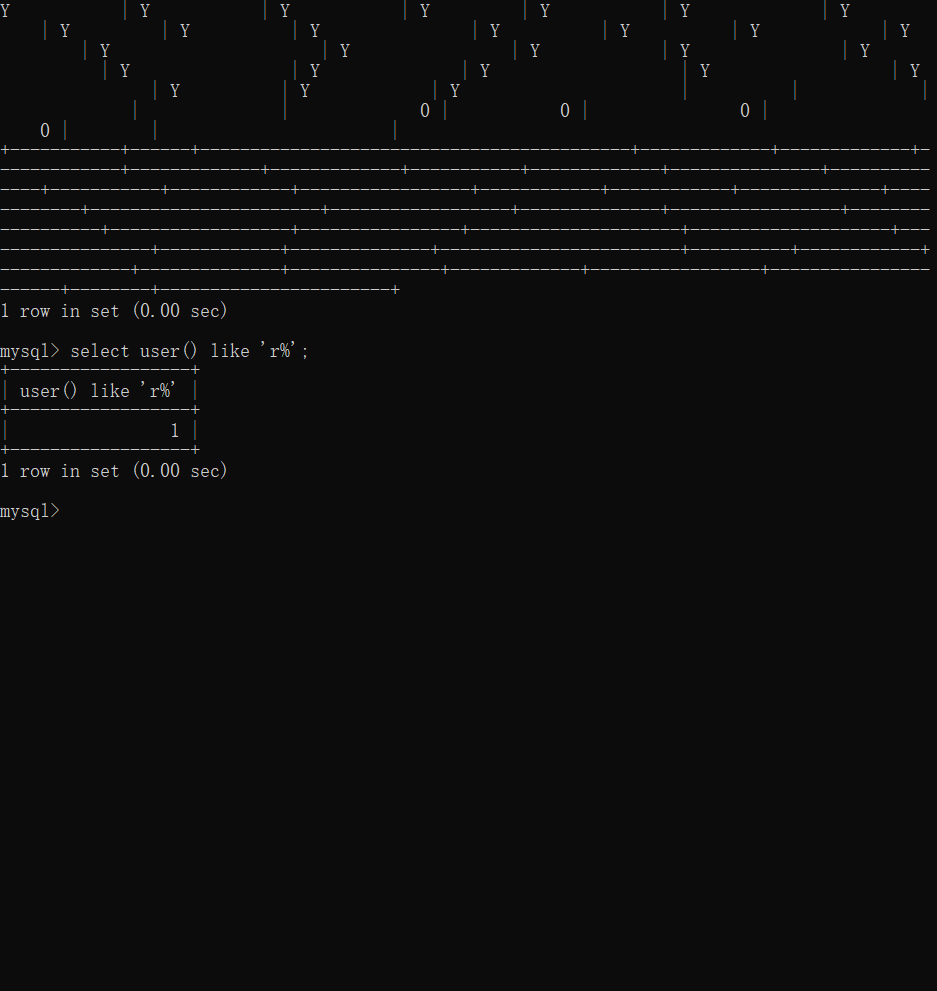 Y | Y | Y | Y | Y | Y | Y
| Y | Y | Y | Y | Y | Y | Y
| Y | Y | Y | Y | Y
| Y | Y | Y | Y | Y
| Y | Y | Y | | |
| | 0 | 0 | 0 |
0 | | |
+-----------+------+-------------------------------------------+-------------+-------------+-
------------+-------------+-------------+-----------+-------------+---------------+----------
----+-----------+------------+-----------------+------------+------------+--------------+----
--------+-----------------------+------------------+--------------+-----------------+--------
----------+------------------+----------------+---------------------+--------------------+---
---------------+------------+--------------+------------------------+----------+------------+
-------------+--------------+---------------+-------------+-----------------+----------------
------+--------+-----------------------+
1 row in set (0.00 sec)
mysql> select user() like 'r%';
+------------------+
| user() like 'r%' |
+------------------+
| 1 |
+------------------+
1 row in set (0.00 sec)
mysql>